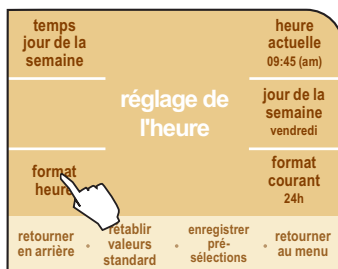 temps
jour de la
semaine
heure
actuelle
09:45 (am)
réglage de
l'heure
jour de la
semaine
vendredi
format
heure
format
courant
24h
retourner
en arrière
•
rétablir
valeurs
standard
•
enregistrer
pré-
sélections
•
retourner
au menu